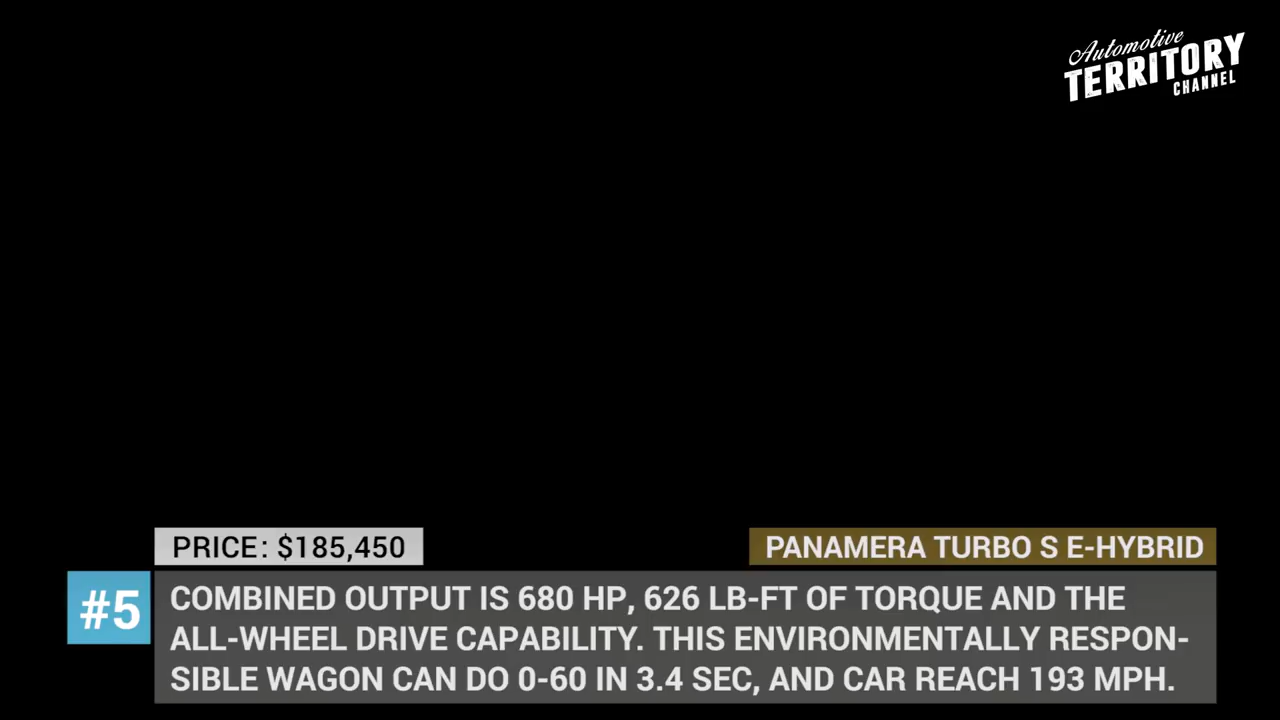 Automotive
TERRITORY
CHANNEL
PRICE: $185,450
PANAMERA TURBO S E-HYBRID
#5
COMBINED OUTPUT IS 680 HP, 626 LB-FT OF TORQUE AND THE
ALL-WHEEL DRIVE CAPABILITY. THIS ENVIRONMENTALLY RESPON-
SIBLE WAGON CAN DO 0-60 IN 3.4 SEC, AND CAR REACH 193 MPH.